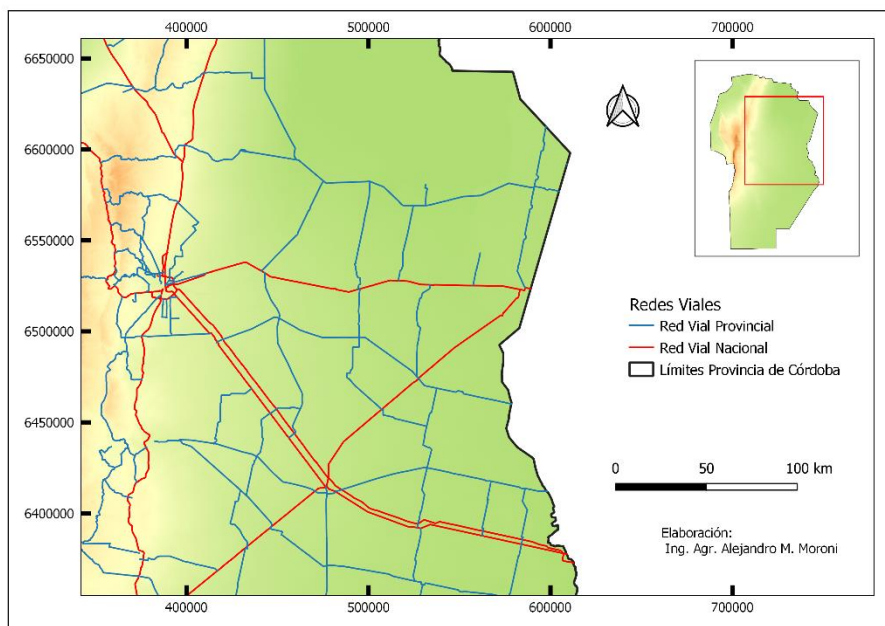 400000 500000 600000 700000
6650000
6600000
6550000
6500000
6450000
6400000
Redes Viales
Red Vial Provincial
Red Vial Nacional
Límites Provincia de Córdoba
0 50 100 km
Elaboración:
Ing. Agr. Alejandro M. Moroni
400000 500000 600000 700000